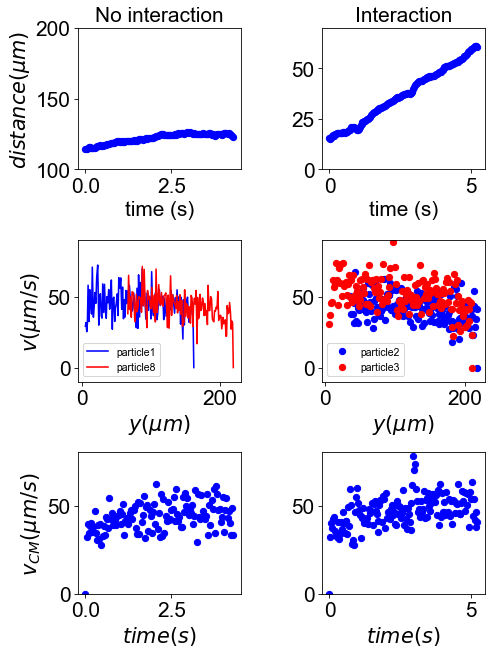 No interaction
Interaction
distance(μm)
200
150
100
0.0
2.5
time (s)
50
0
0
5
time (s)
v(μm/s)
50
0
particle1
particle8
0
200
y(μm)
50
0
particle2
particle3
0
200
y(μm)
v_CM(μm/s)
50
0
0.0
2.5
time(s)
50
0
0
5
time(s)